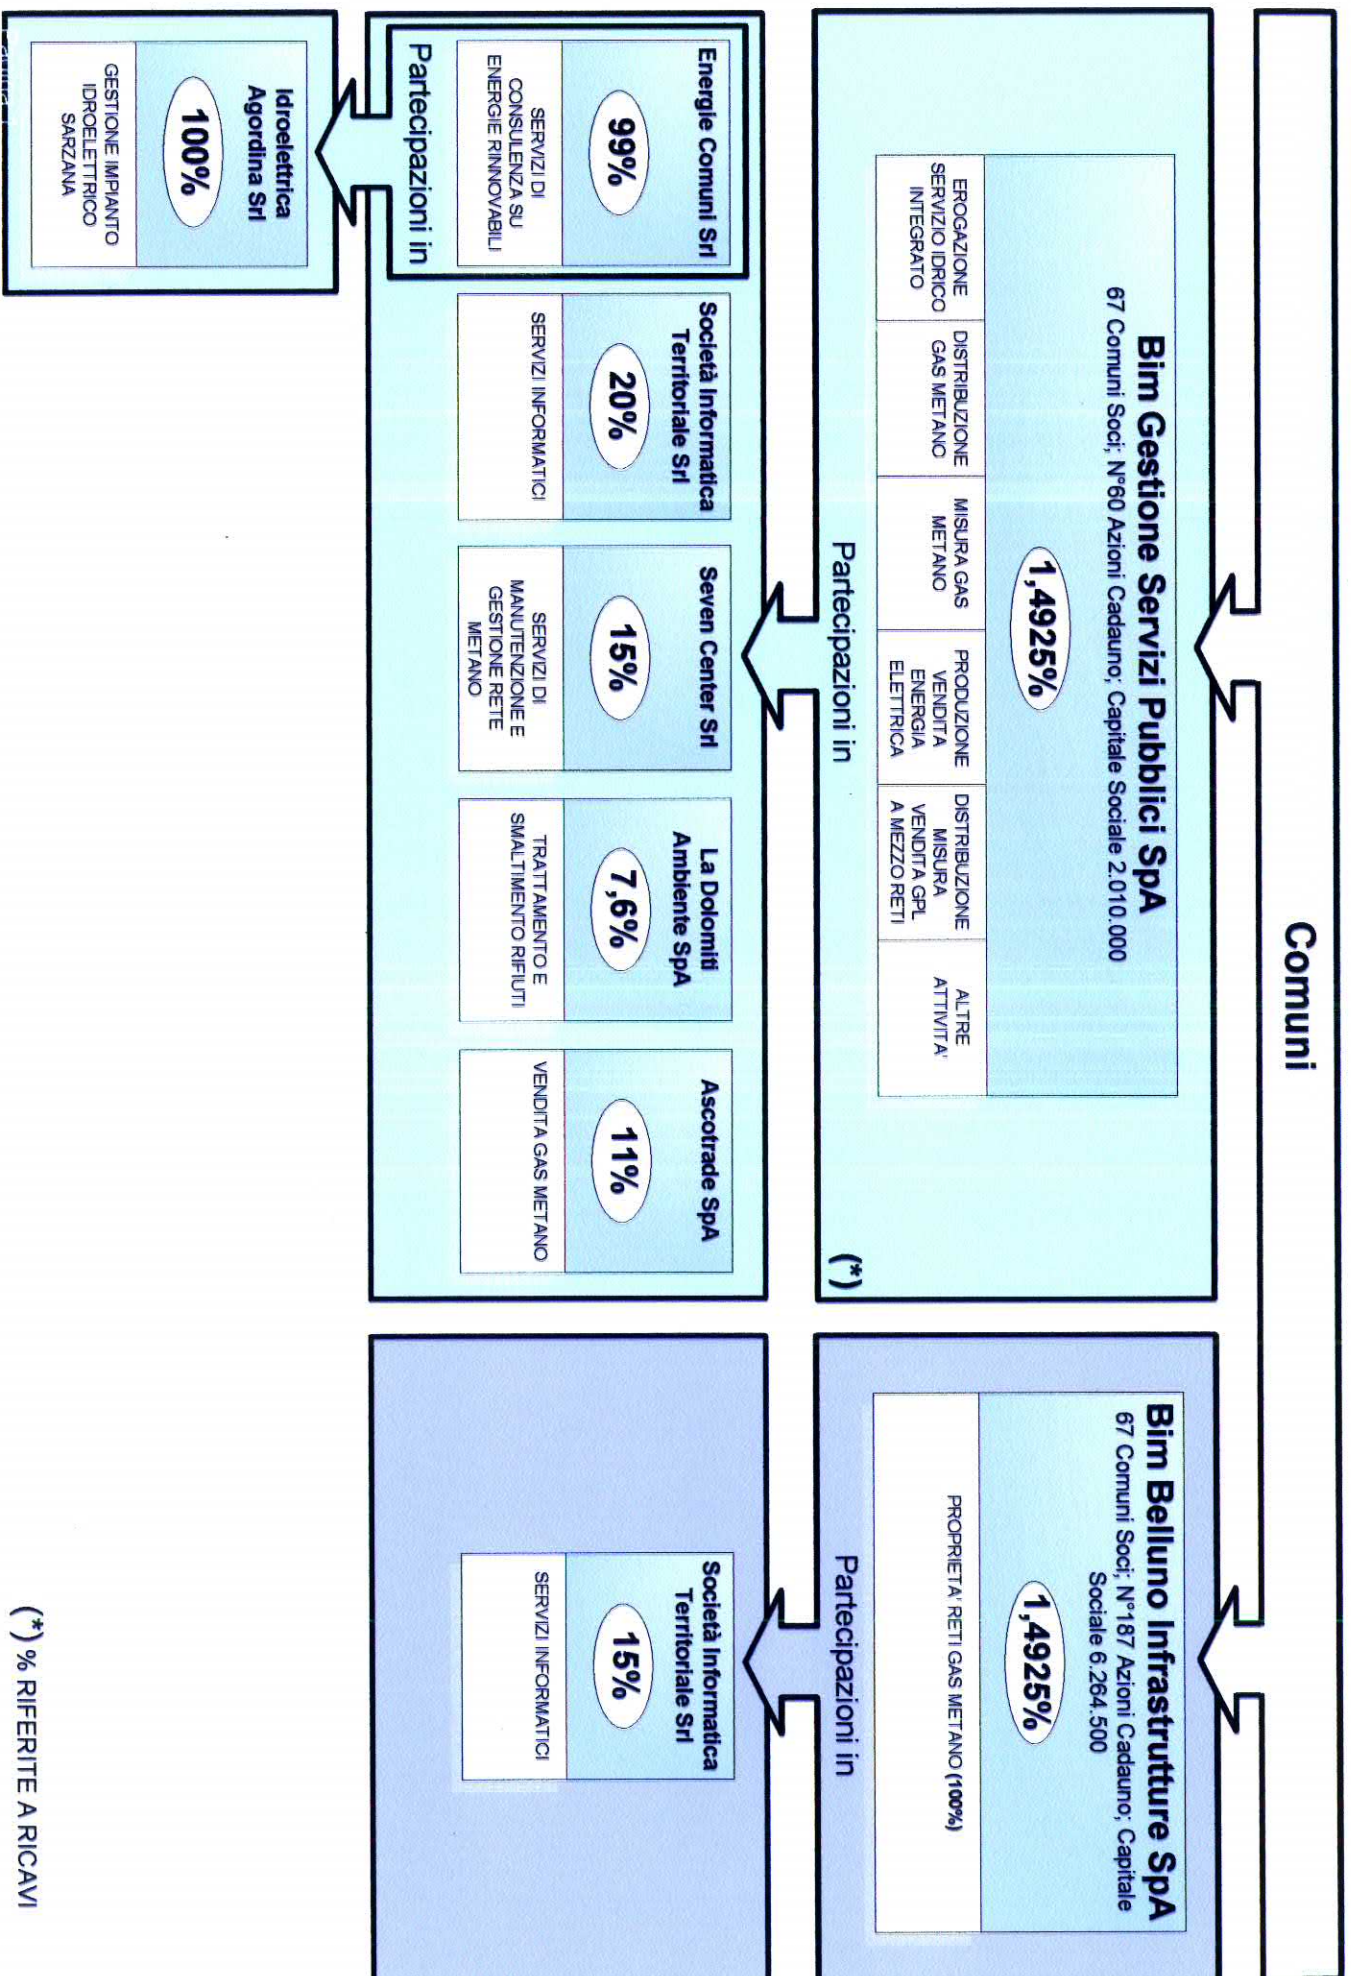 Comuni
Bim Gestione Servizi Pubblici SpA
67 Comuni Soci; N°60 Azioni Cadauno; Capitale Sociale 2.010.000
1,4925%
EROGAZIONE
SERVIZIO IDRICO
INTEGRATO
DISTRIBUZIONE
GAS METANO
MISURA GAS
METANO
PRODUZIONE
VENDITA
ENERGIA
ELETTRICA
DISTRIBUZIONE
MISURA
VENDITA GPL
A MEZZO RETI
ALTRE
ATTIVITA'
Partecipazioni in
(*)
Bim Belluno Infrastrutture SpA
67 Comuni Soci; N°187 Azioni Cadauno; Capitale
Sociale 6.264.500
1,4925%
PROPRIETA' RETI GAS METANO (100%)
Partecipazioni in
Energie Comuni Srl
99%
SERVIZI DI
CONSULENZA SU
ENERGIE RINNOVABILI
Partecipazioni in
Società Informatica
Territoriale Srl
20%
SERVIZI INFORMATICI
Seven Center Srl
15%
SERVIZI DI
MANUTENZIONE E
GESTIONE RETE
METANO
La Dolomiti
Ambiente SpA
7,6%
TRATTAMENTO E
SMALTIMENTO RIFIUTI
Ascotrade SpA
11%
VENDITA GAS METANO
Società Informatica
Territoriale Srl
15%
SERVIZI INFORMATICI
Idroelettrica
Agordina Srl
100%
GESTIONE IMPIANTO
IDROELETTRICO
SARZANA
(*) % RIFERITE A RICAVI